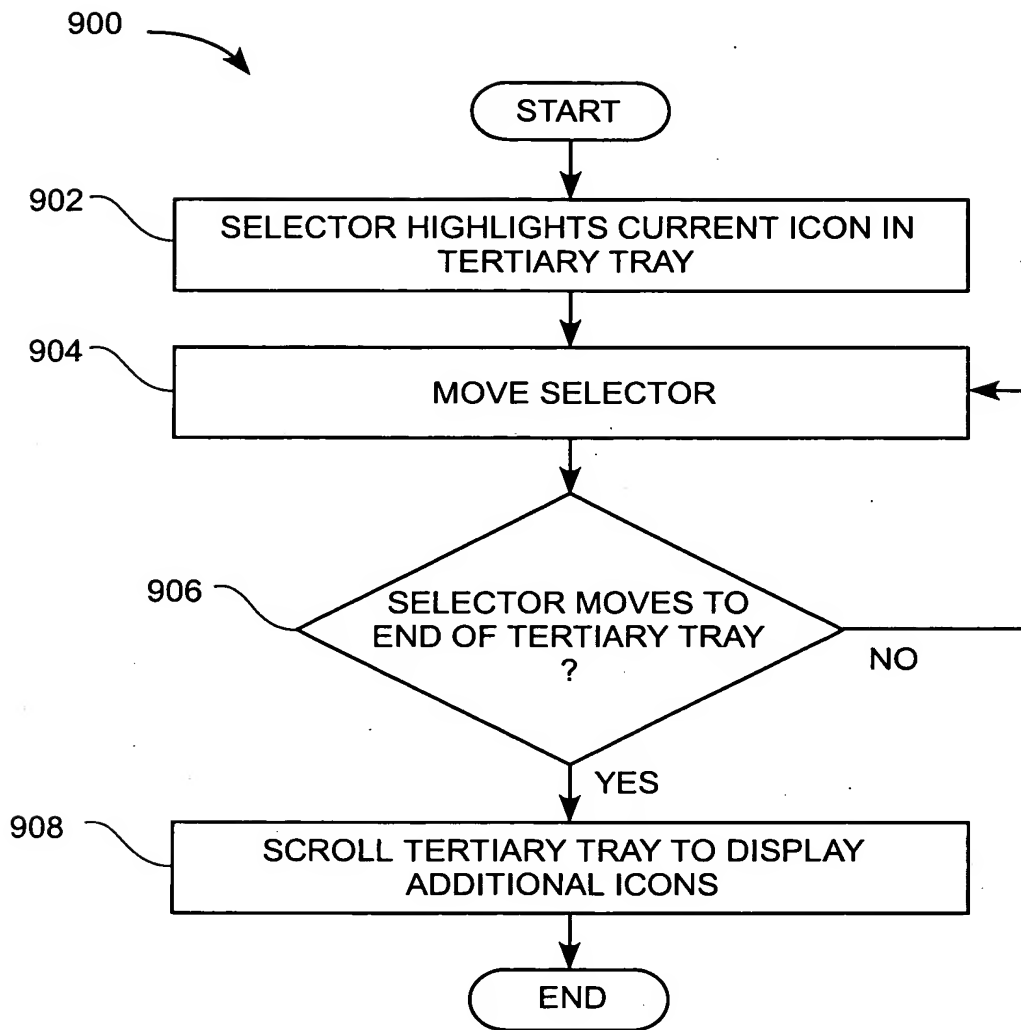 900
START
902
SELECTOR HIGHLIGHTS CURRENT ICON IN
TERTIARY TRAY
904
MOVE SELECTOR
906
SELECTOR MOVES TO
END OF TERTIARY TRAY
?
NO
YES
908
SCROLL TERTIARY TRAY TO DISPLAY
ADDITIONAL ICONS
END